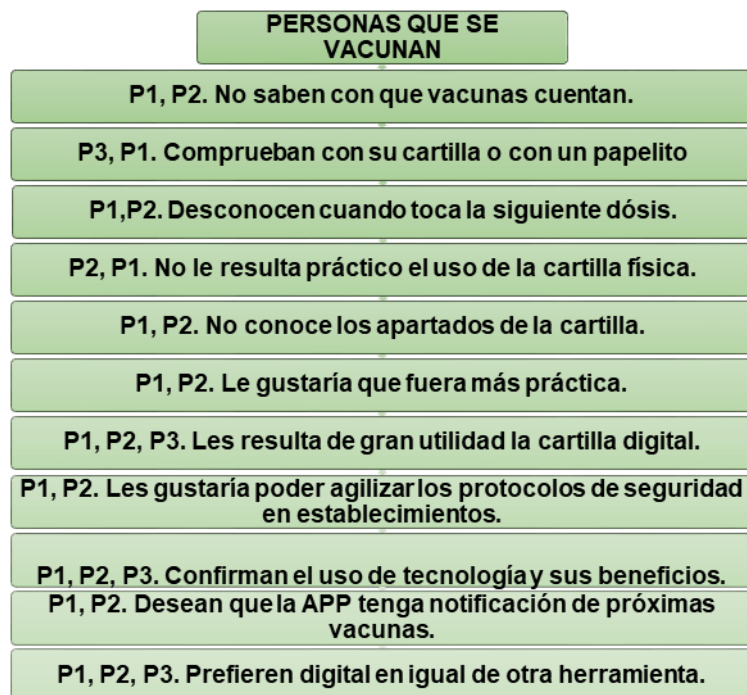 PERSONAS QUE SE
VACUNAN
P1, P2. No saben con que vacunas cuentan.
P3, P1. Comprueban con su cartilla o con un papelito
P1,P2. Desconocen cuando toca la siguiente dósis.
P2, P1. No le resulta práctico el uso de la cartilla física.
P1, P2. No conoce los apartados de la cartilla.
P1, P2. Le gustaría que fuera más práctica.
P1, P2, P3. Les resulta de gran utilidad la cartilla digital.
P1, P2. Les gustaría poder agilizar los protocolos de seguridad
en establecimientos.
P1, P2, P3. Confirman el uso de tecnología y sus beneficios.
P1, P2. Desean que la APP tenga notificación de próximas
vacunas.
P1, P2, P3. Prefieren digital en igual de otra herramienta.